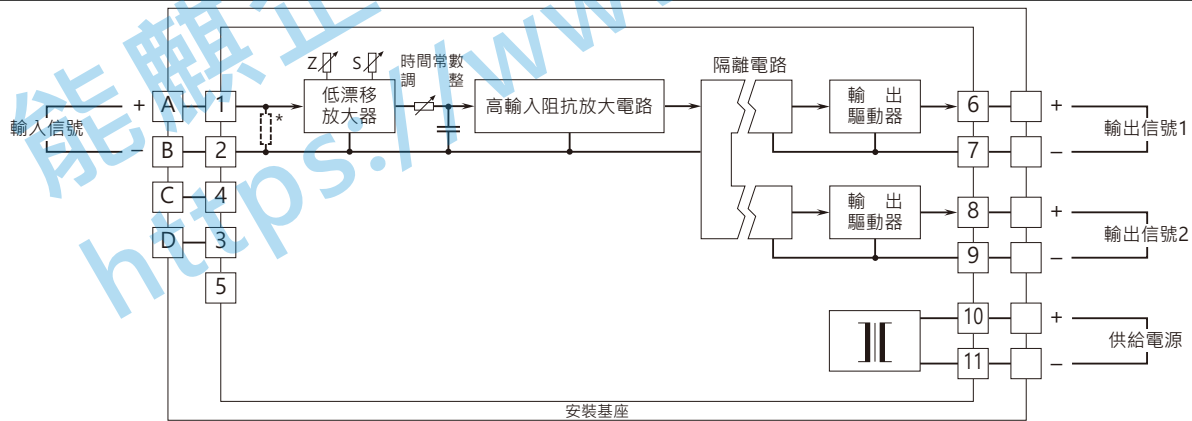 能麒企
https://www
Z
S
時間常數
調 整
隔離電路
低漂移
放大器
高輸入阻抗放大電路
輸 出
驅動器
輸 出
驅動器
*
+
A
1
輸入信號
–
B
2
C
4
D
3
5
6
+
輸出信號1
7
–
8
+
輸出信號2
9
–
10
+
供給電源
11
–
安裝基座